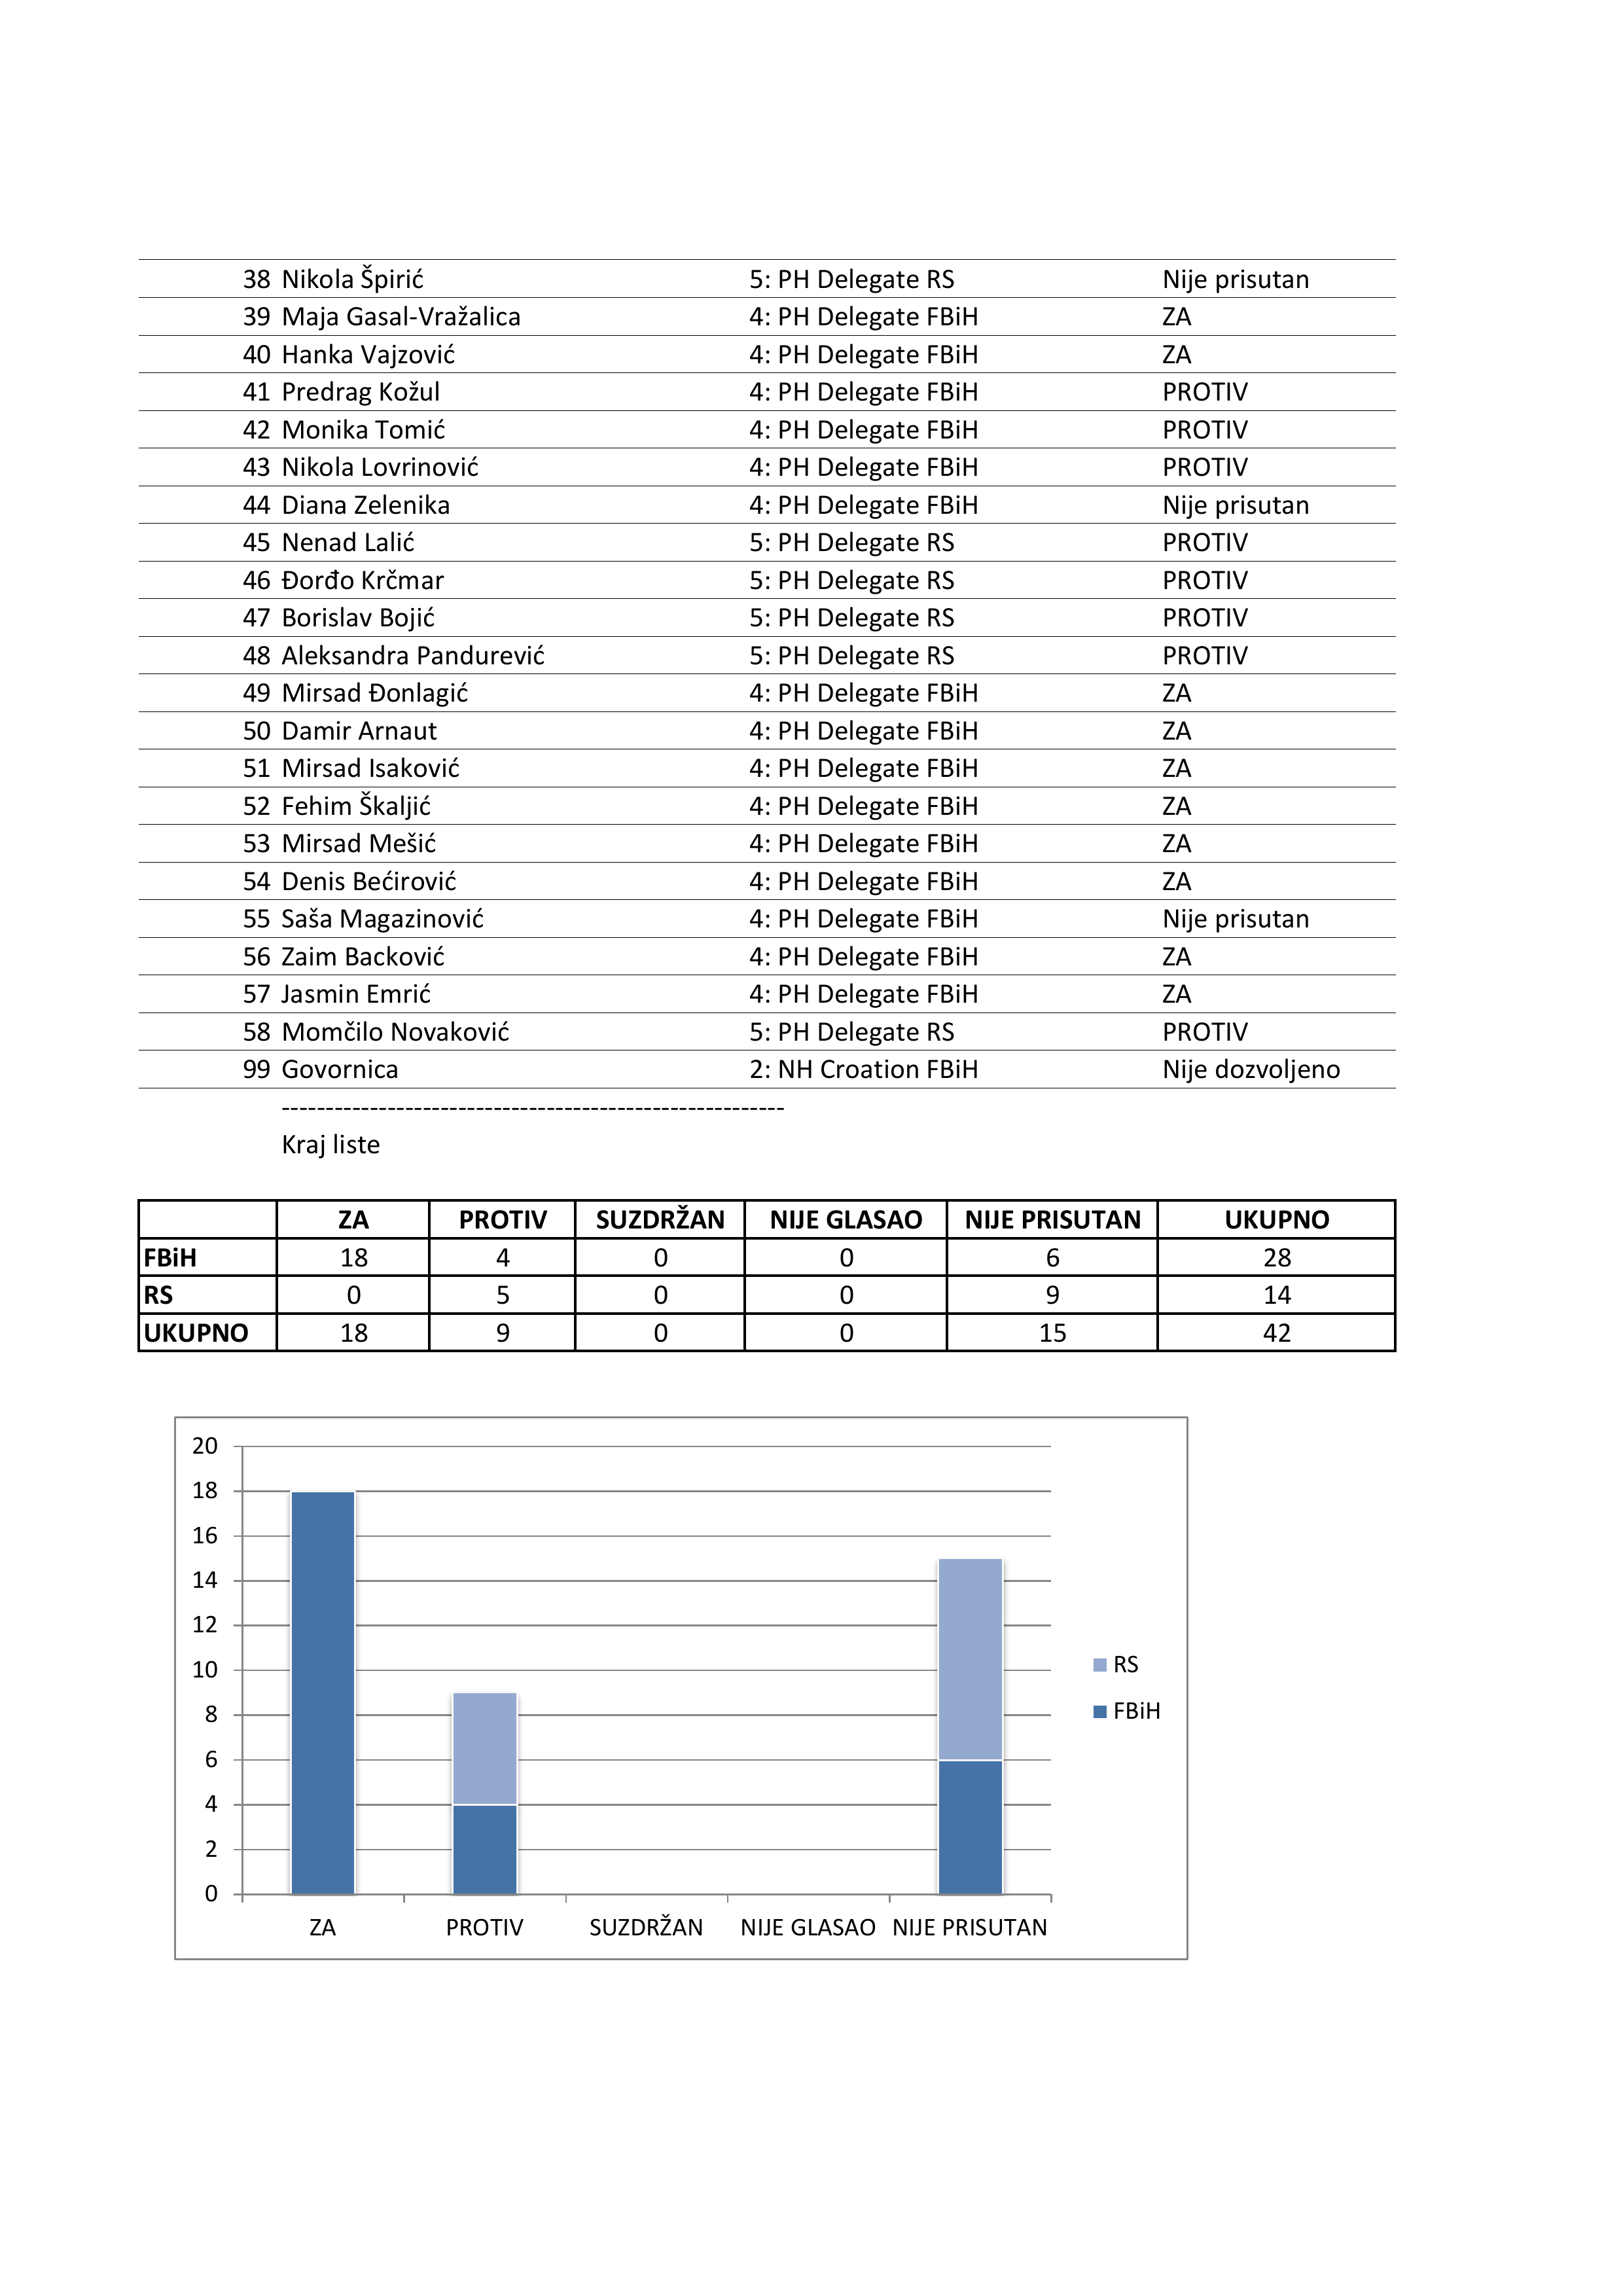 38 Nikola Špirić 5: PH Delegate RS Nije prisutan
39 Maja Gasal-Vražalica 4: PH Delegate FBiH ZA
40 Hanka Vajzović 4: PH Delegate FBiH ZA
41 Predrag Kožul 4: PH Delegate FBiH PROTIV
42 Monika Tomić 4: PH Delegate FBiH PROTIV
43 Nikola Lovrinović 4: PH Delegate FBiH PROTIV
44 Diana Zelenika 4: PH Delegate FBiH Nije prisutan
45 Nenad Lalić 5: PH Delegate RS PROTIV
46 Đorđo Krčmar 5: PH Delegate RS PROTIV
47 Borislav Bojić 5: PH Delegate RS PROTIV
48 Aleksandra Pandurević 5: PH Delegate RS PROTIV
49 Mirsad Đonlagić 4: PH Delegate FBiH ZA
50 Damir Arnaut 4: PH Delegate FBiH ZA
51 Mirsad Isaković 4: PH Delegate FBiH ZA
52 Fehim Škaljić 4: PH Delegate FBiH ZA
53 Mirsad Mešić 4: PH Delegate FBiH ZA
54 Denis Bećirović 4: PH Delegate FBiH ZA
55 Saša Magazinović 4: PH Delegate FBiH Nije prisutan
56 Zaim Backović 4: PH Delegate FBiH ZA
57 Jasmin Emrić 4: PH Delegate FBiH ZA
58 Momčilo Novaković 5: PH Delegate RS PROTIV
99 Govornica 2: NH Croation FBiH Nije dozvoljeno
----------------------------------------------------------
Kraj liste
ZA PROTIV SUZDRŽAN NIJE GLASAO NIJE PRISUTAN UKUPNO
FBiH 18 4 0 0 6 28
RS 0 5 0 0 9 14
UKUPNO 18 9 0 0 15 42
20
18
16
14
12
10
8
6
4
2
0
ZA PROTIV SUZDRŽAN NIJE GLASAO NIJE PRISUTAN
RS
FBiH